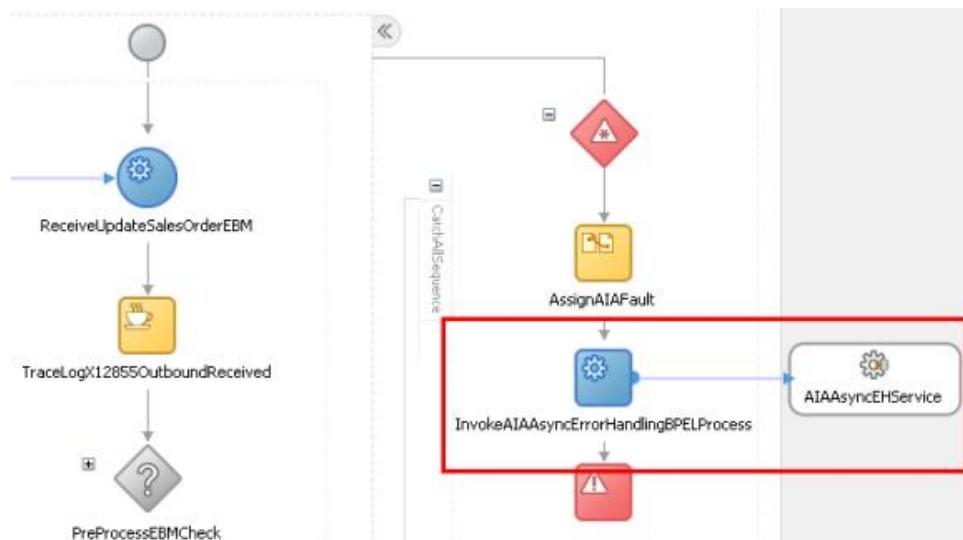 ReceiveUpdateSalesOrderEBM
TraceLogX12855OutboundReceived
PreProcessEBMCheck
CatchAllSequence
AssignAIAFault
InvokeAIAAsyncErrorHandlingBPELProcess
AIAAsyncEHService